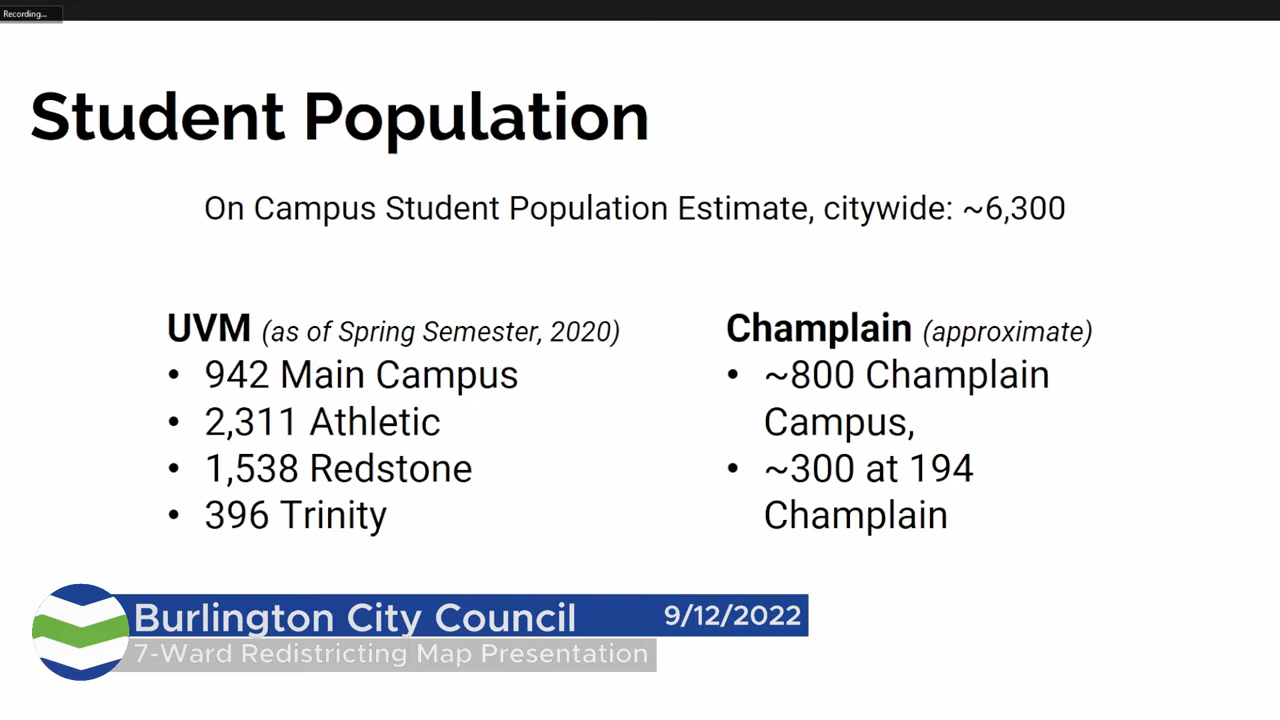 Recording...
Student Population
On Campus Student Population Estimate, citywide: ~6,300
UVM (as of Spring Semester, 2020)
• 942 Main Campus
• 2,311 Athletic
• 1,538 Redstone
• 396 Trinity
Champlain (approximate)
• ~800 Champlain
Campus,
• ~300 at 194
Champlain
Burlington City Council 9/12/2022
7-Ward Redistricting Map Presentation